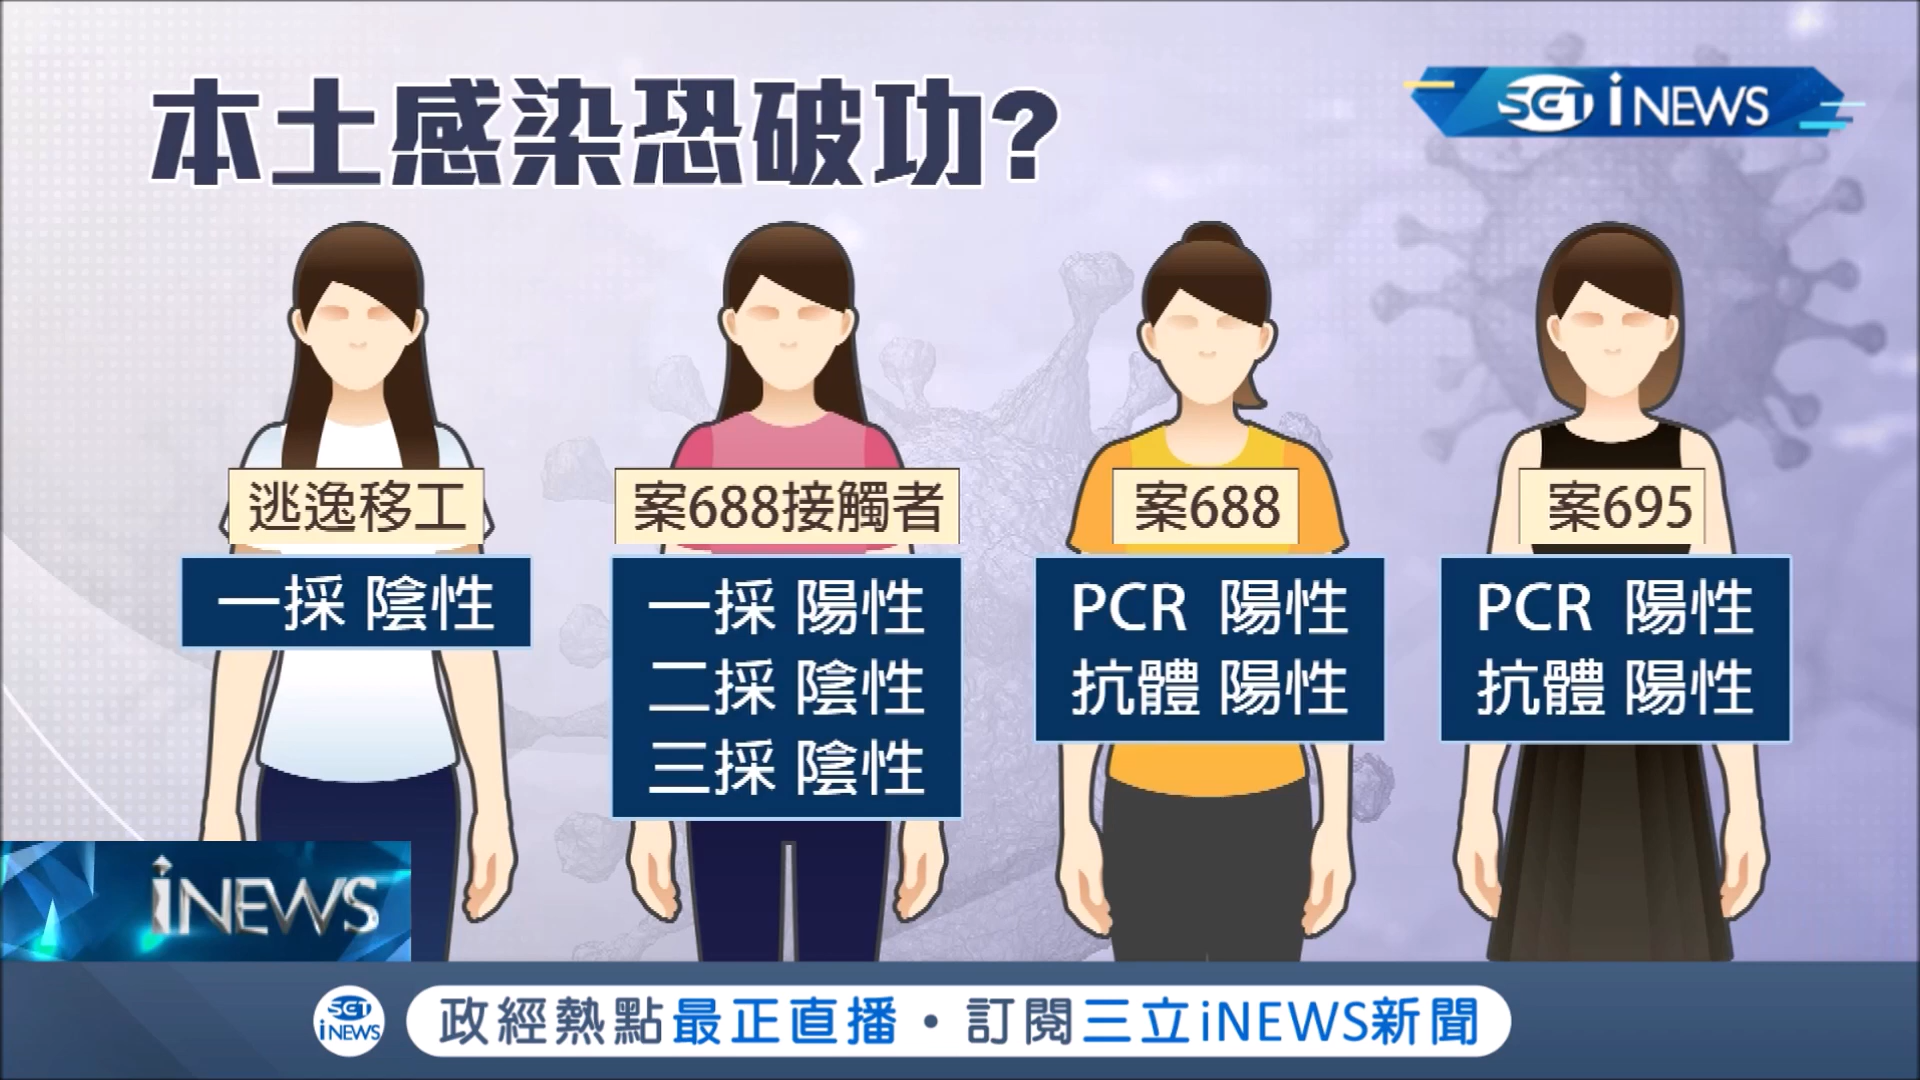 本土感染恐破功?
SET iNEWS
逃逸移工
一採 陰性
案688接觸者
一採 陽性
二採 陰性
三採 陰性
案688
PCR 陽性
抗體 陽性
案695
PCR 陽性
抗體 陽性
iNEWS
SET iNEWS
政經熱點最正直播・訂閱三立iNEWS新聞